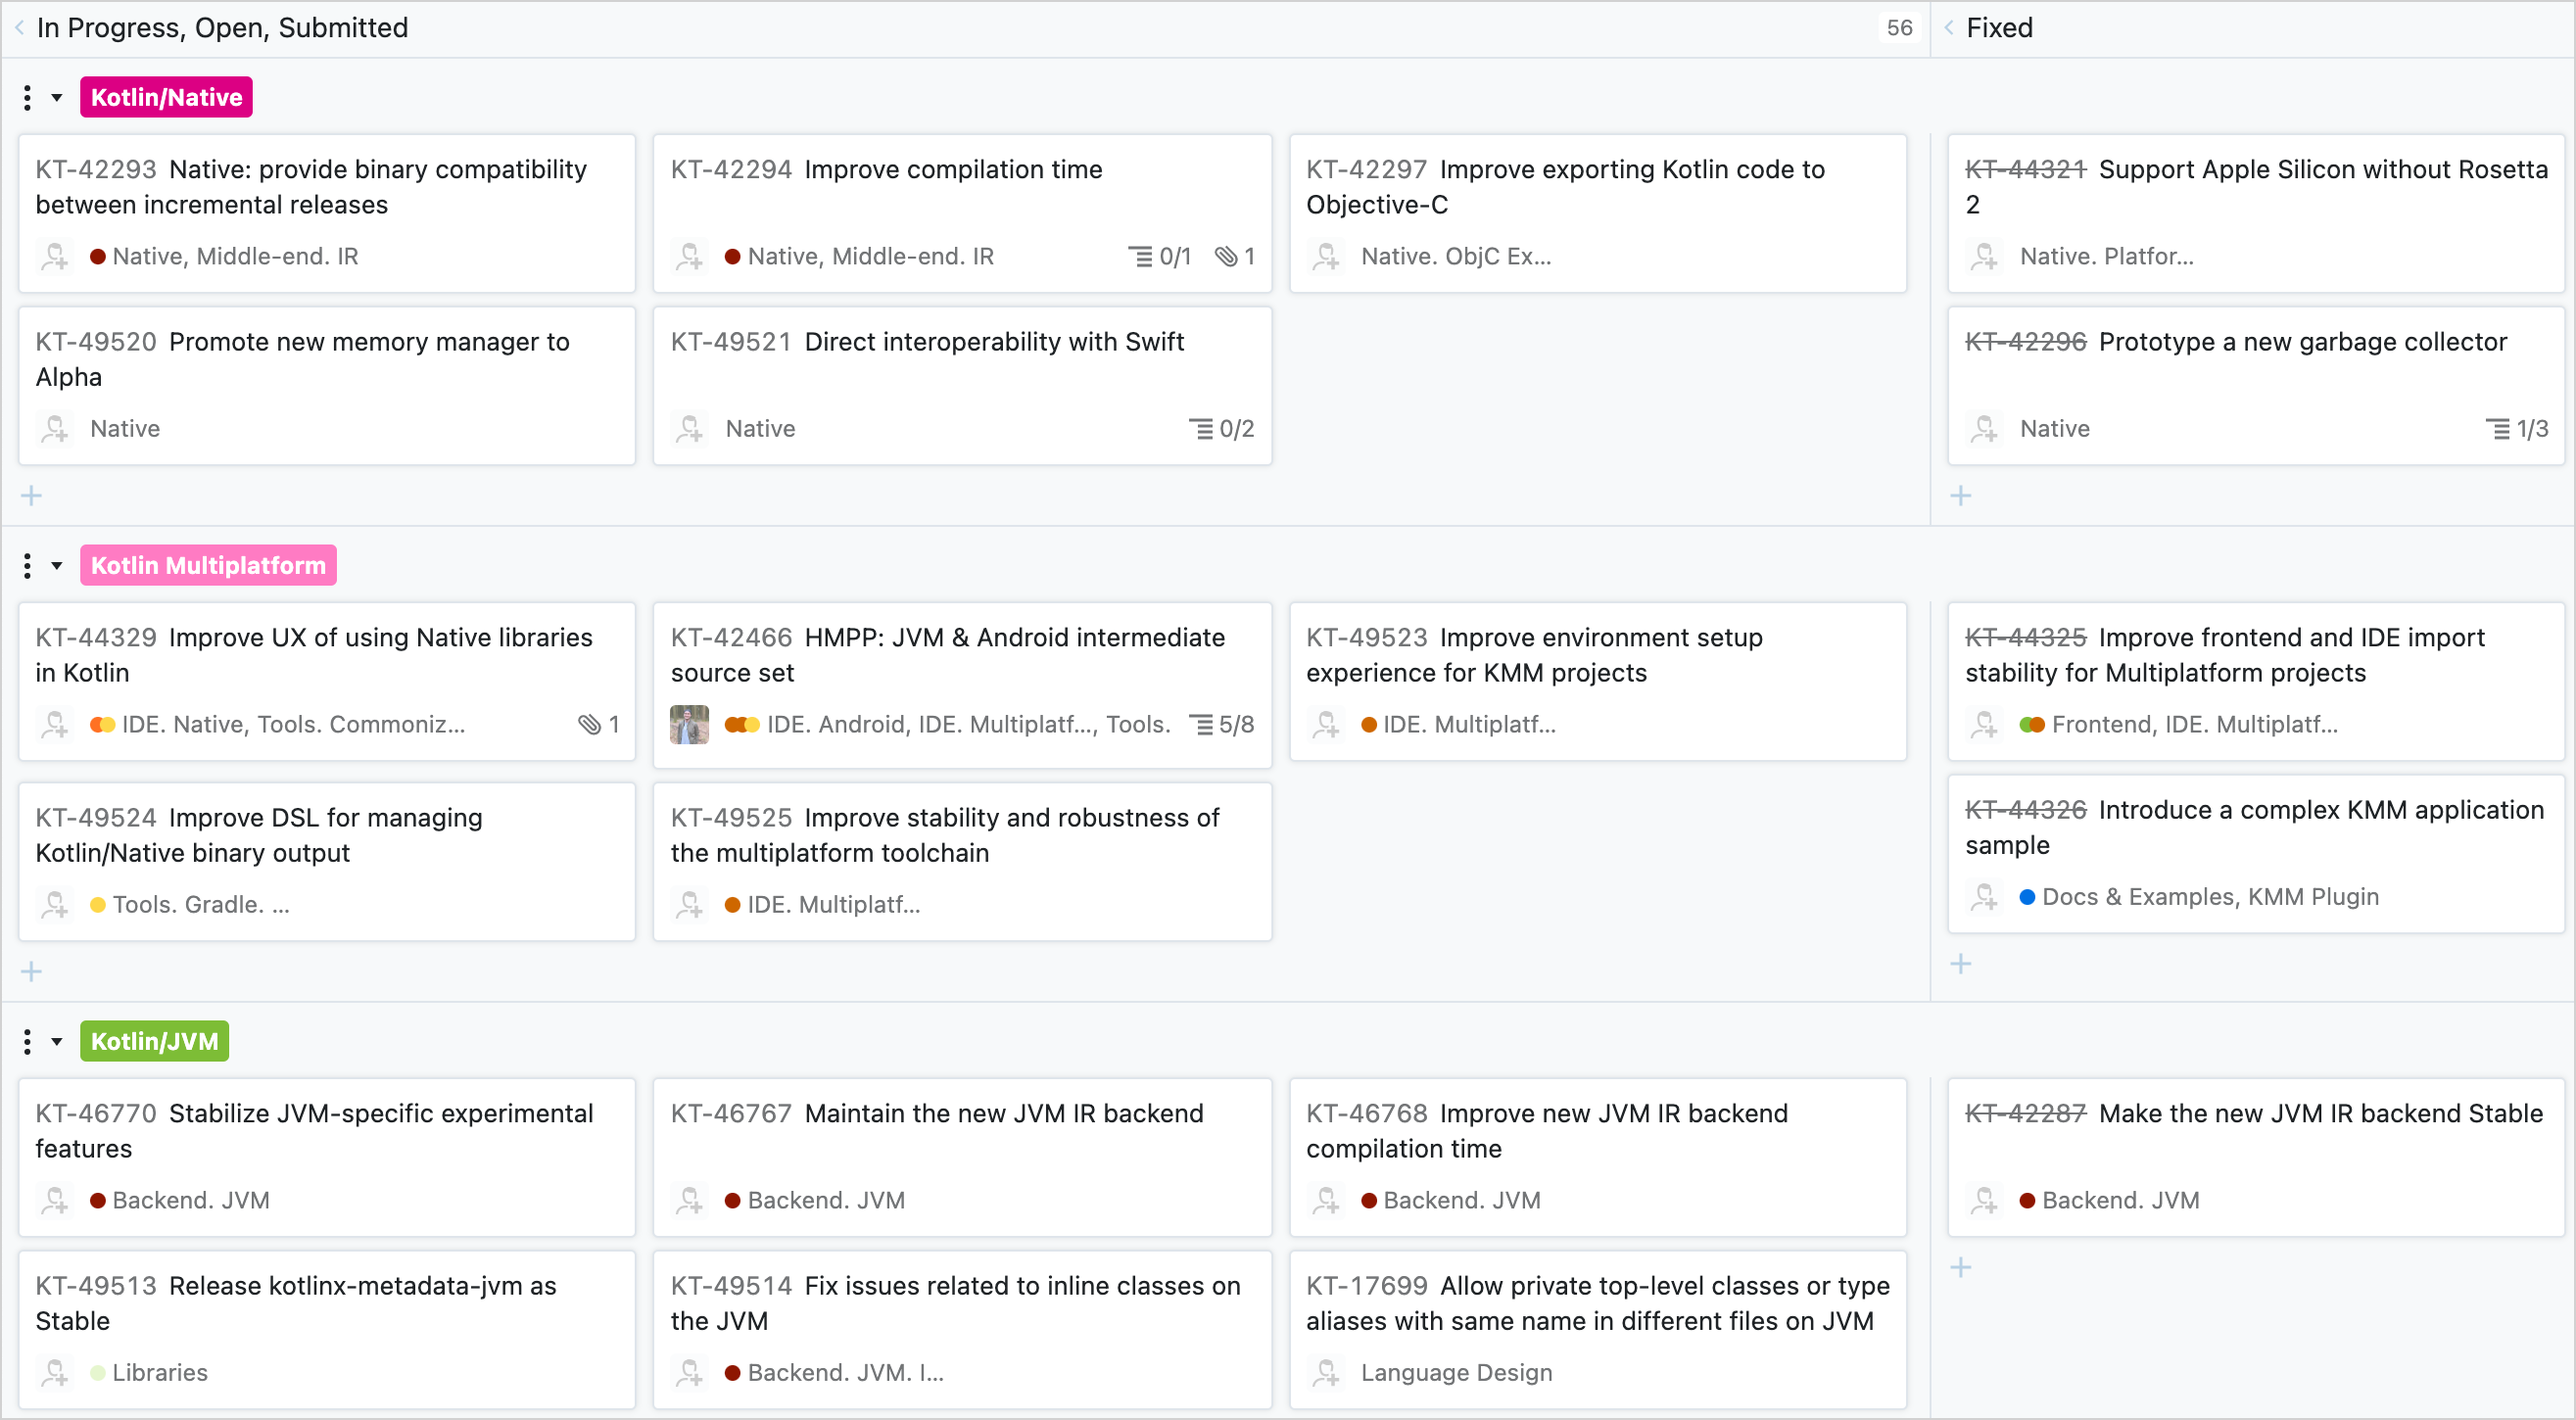 In Progress, Open, Submitted
56
Fixed
Kotlin/Native
KT-42293 Native: provide binary compatibility
between incremental releases
Native, Middle-end. IR
KT-42294 Improve compilation time
Native, Middle-end. IR
0/1
1
KT-42297 Improve exporting Kotlin code to
Objective-C
Native. ObjC Ex...
KT-44321 Support Apple Silicon without Rosetta
2
Native. Platfor...
KT-49520 Promote new memory manager to
Alpha
Native
KT-49521 Direct interoperability with Swift
Native
0/2
KT-42296 Prototype a new garbage collector
Native
1/3
Kotlin Multiplatform
KT-44329 Improve UX of using Native libraries
in Kotlin
IDE. Native, Tools. Commoniz...
1
KT-42466 HMPP: JVM & Android intermediate
source set
IDE. Android, IDE. Multiplatf..., Tools.
5/8
KT-49523 Improve environment setup
experience for KMM projects
IDE. Multiplatf...
KT-44325 Improve frontend and IDE import
stability for Multiplatform projects
Frontend, IDE. Multiplatf...
KT-49524 Improve DSL for managing
Kotlin/Native binary output
Tools. Gradle. ...
KT-49525 Improve stability and robustness of
the multiplatform toolchain
IDE. Multiplatf...
KT-44326 Introduce a complex KMM application
sample
Docs & Examples, KMM Plugin
Kotlin/JVM
KT-46770 Stabilize JVM-specific experimental
features
Backend. JVM
KT-46767 Maintain the new JVM IR backend
Backend. JVM
KT-46768 Improve new JVM IR backend
compilation time
Backend. JVM
KT-42287 Make the new JVM IR backend Stable
Backend. JVM
KT-49513 Release kotlinx-metadata-jvm as
Stable
Libraries
KT-49514 Fix issues related to inline classes on
the JVM
Backend. JVM. I...
KT-17699 Allow private top-level classes or type
aliases with same name in different files on JVM
Language Design